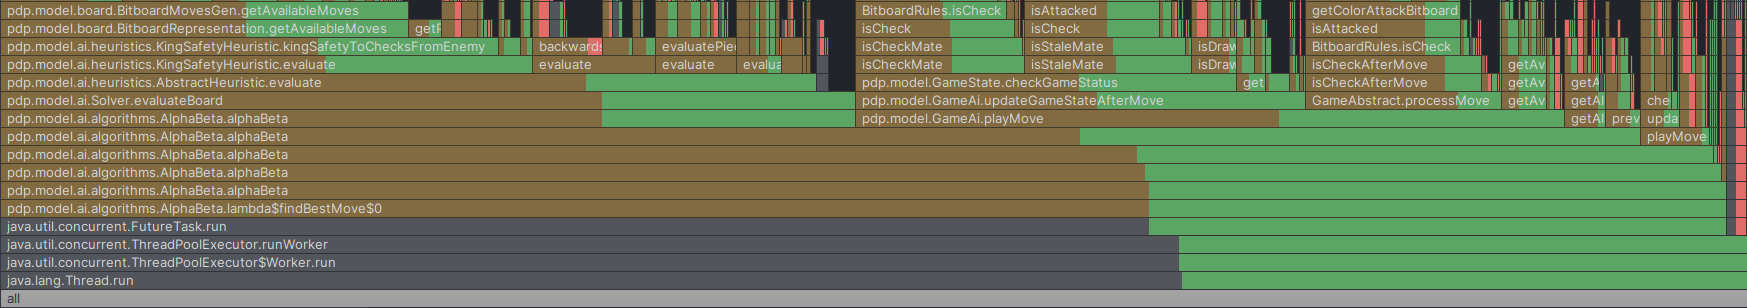 pdp.model.board.BitboardMovesGen.getAvailableMoves BitboardRules.isCheck isAttacked getColorAttackBitboard
pdp.model.board.BitboardRepresentation.getAvailableMoves getP isCheck isCheck isAttacked
pdp.model.ai.heuristics.KingSafetyHeuristic.kingSafetyToChecksFromEnemy backwards evaluatePie isCheckMate isStaleMate isDraw BitboardRules.isCheck
pdp.model.ai.heuristics.KingSafetyHeuristic.evaluate evaluate evaluate evalua isCheckMate isStaleMate isDraw isCheckAfterMove getAv
pdp.model.ai.heuristics.AbstractHeuristic.evaluate pdp.model.GameState.checkGameStatus get isCheckAfterMove getAv getA
pdp.model.ai.Solver.evaluateBoard pdp.model.GameAi.updateGameStateAfterMove GameAbstract.processMove getAv getAl che
pdp.model.ai.algorithms.AlphaBeta.alphaBeta pdp.model.GameAi.playMove getAl prev upda
pdp.model.ai.algorithms.AlphaBeta.alphaBeta playMove
pdp.model.ai.algorithms.AlphaBeta.alphaBeta
pdp.model.ai.algorithms.AlphaBeta.alphaBeta
pdp.model.ai.algorithms.AlphaBeta.alphaBeta
pdp.model.ai.algorithms.AlphaBeta.lambda$findBestMove$0
java.util.concurrent.FutureTask.run
java.util.concurrent.ThreadPoolExecutor.runWorker
java.util.concurrent.ThreadPoolExecutor$Worker.run
java.lang.Thread.run
all